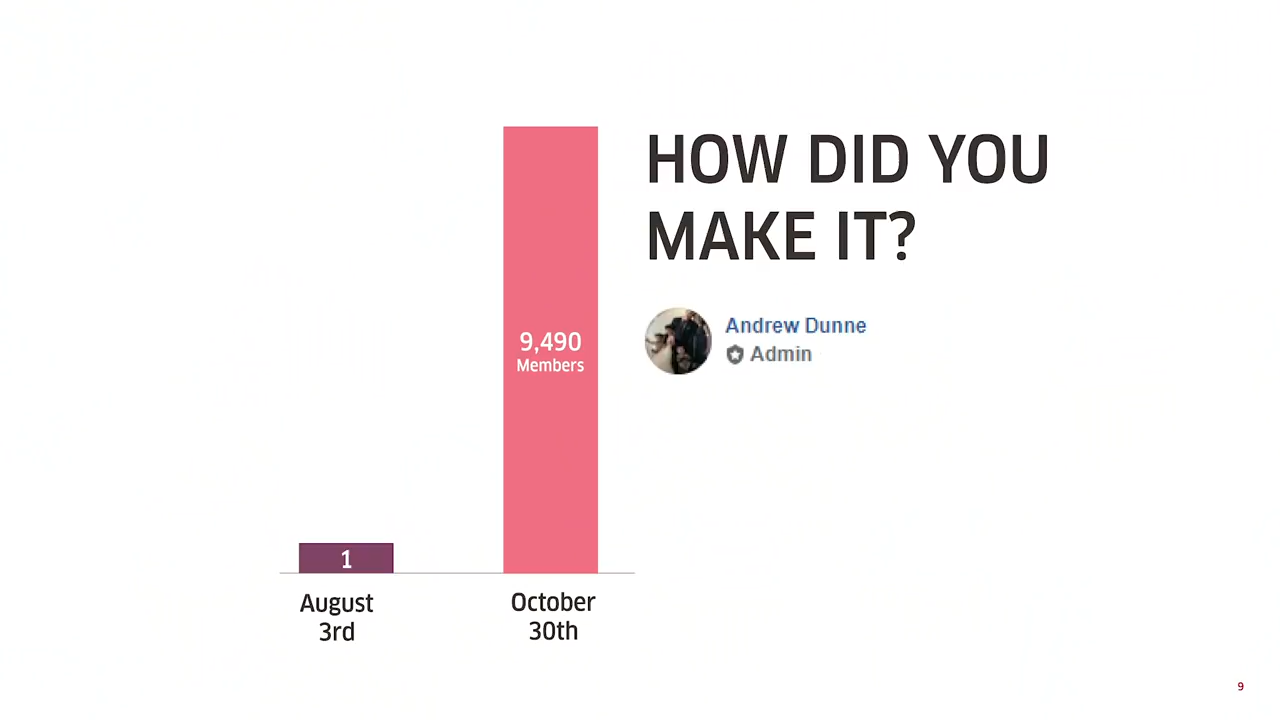 HOW DID YOU
MAKE IT?
Andrew Dunne
Admin
9,490
Members
1
August
3rd
October
30th
9